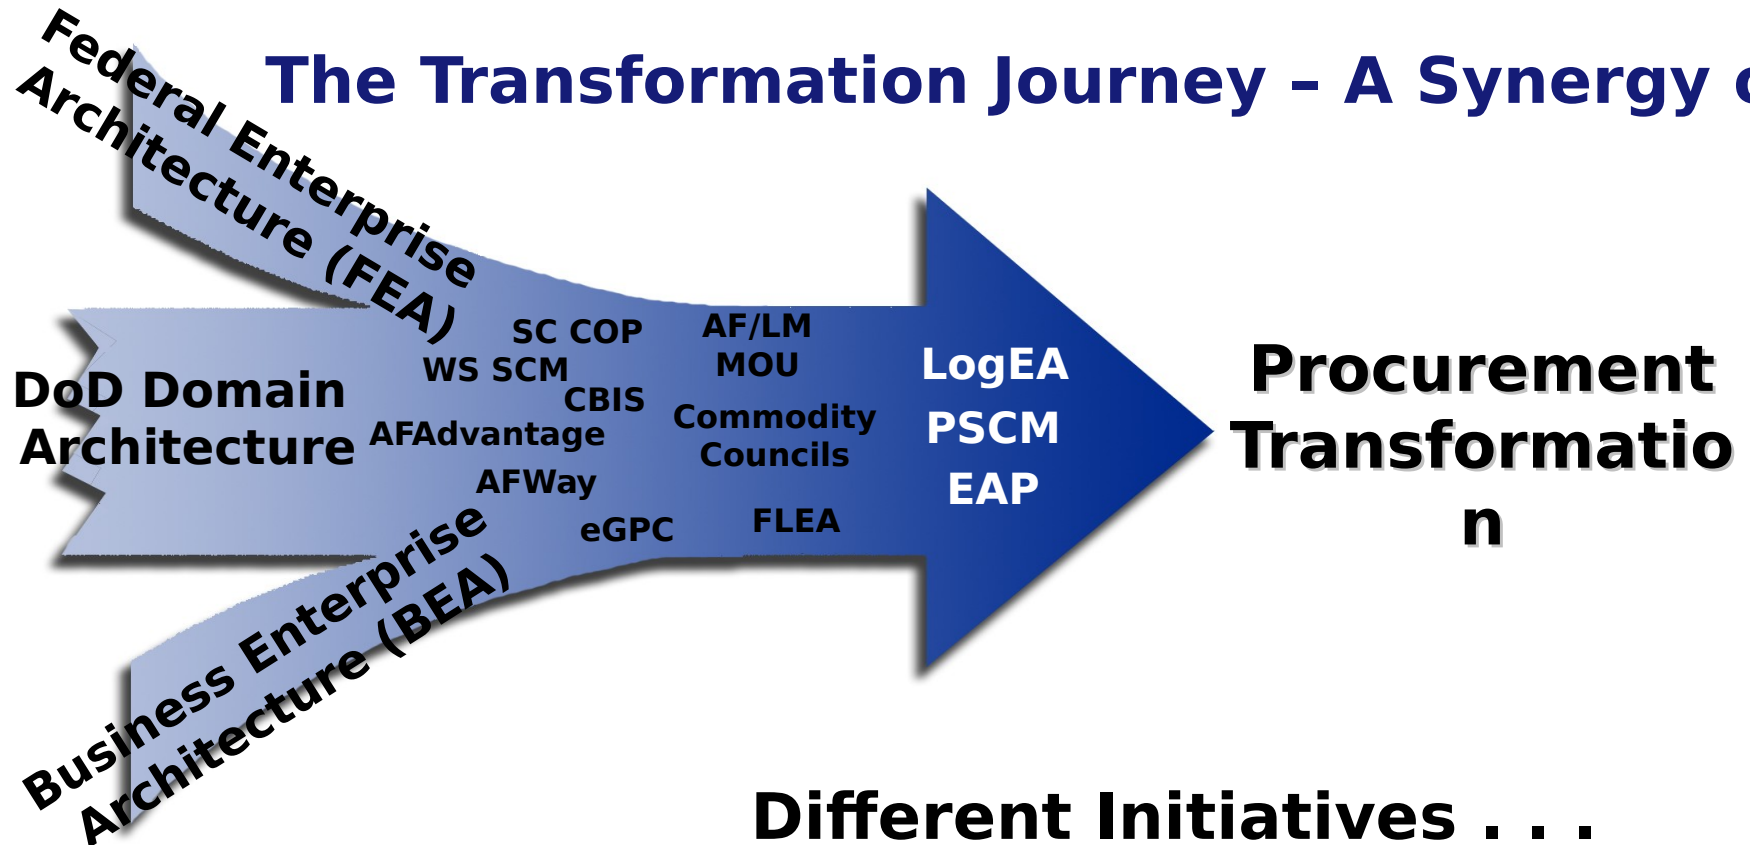 The Transformation Journey – A Synergy
Federal Enterprise
Architecture (FEA)
DoD Domain
Architecture
Business Enterprise
Architecture (BEA)
SC COP
WS SCM
CBIS
AFAdvantage
AFWay
eGPC
AF/LM
MOU
Commodity
Councils
FLEA
LogEA
PSCM
EAP
Procurement
Transformatio
n
Different Initiatives . . .